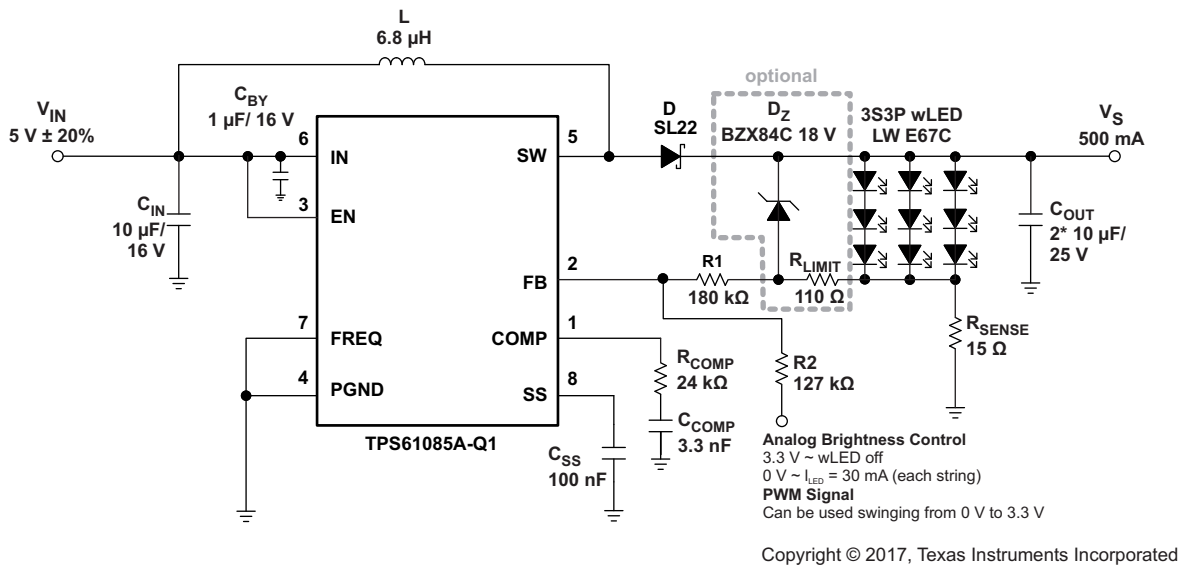 L
6.8 µH
optional
V_IN
5 V ± 20%
C_BY
1 µF/ 16 V
D
SL22
D_Z
BZX84C 18 V
3S3P wLED
LW E67C
V_S
500 mA
6
IN
SW
5
C_IN
10 µF/
16 V
3
EN
C_OUT
2* 10 µF/
25 V
FB
2
R1
180 kΩ
R_LIMIT
110 Ω
7
FREQ
COMP
1
R_SENSE
15 Ω
4
PGND
SS
8
R_COMP
24 kΩ
R2
127 kΩ
C_COMP
3.3 nF
TPS61085A-Q1
C_SS
100 nF
Analog Brightness Control
3.3 V ~ wLED off
0 V ~ I_LED = 30 mA (each string)
PWM Signal
Can be used swinging from 0 V to 3.3 V
Copyright © 2017, Texas Instruments Incorporated